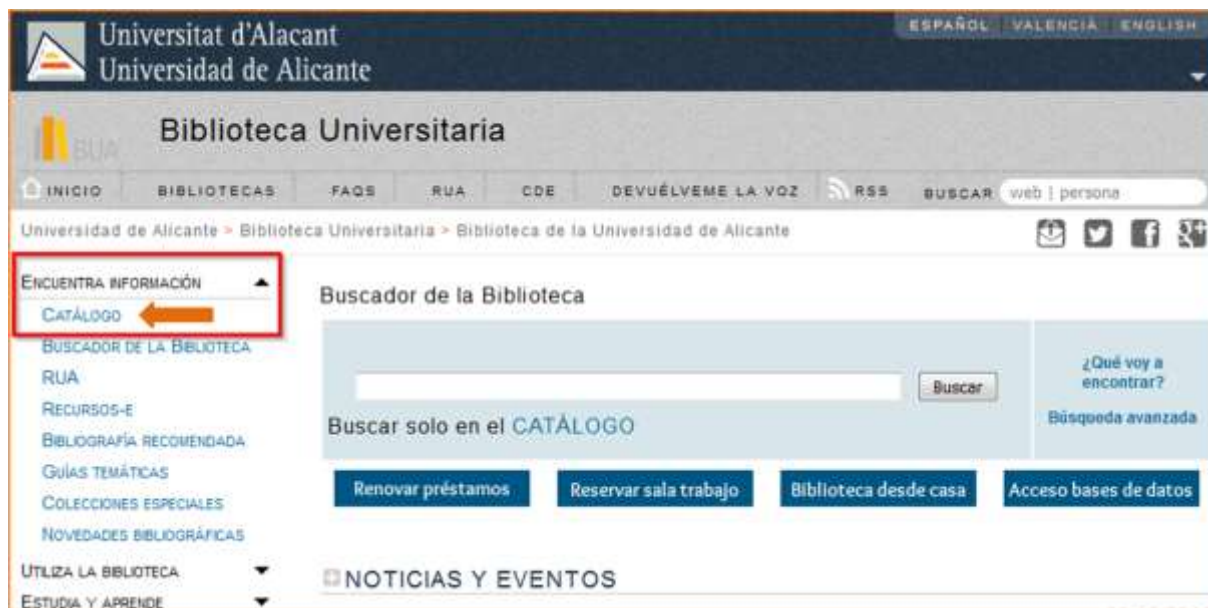 Universitat d'Alacant
Universidad de Alicante
ESPAÑOL VALENCIÀ ENGLISH
BUA
Biblioteca Universitaria
INICIO BIBLIOTECAS FAQS RUA CDE DEVUÉLVEME LA VOZ RSS BUSCAR web | persona
Universidad de Alicante > Biblioteca Universitaria > Biblioteca de la Universidad de Alicante
ENCUENTRA INFORMACIÓN
CATÁLOGO
BUSCADOR DE LA BIBLIOTECA
RUA
RECURSOS-E
BIBLIOGRAFÍA RECOMENDADA
GUÍAS TEMÁTICAS
COLECCIONES ESPECIALES
NOVEDADES BIBLIOGRÁFICAS
UTILIZA LA BIBLIOTECA
ESTUDIA Y APRENDE
Buscador de la Biblioteca
Buscar
¿Qué voy a
encontrar?
Búsqueda avanzada
Buscar solo en el CATÁLOGO
Renovar préstamos Reservar sala trabajo Biblioteca desde casa Acceso bases de datos
NOTICIAS Y EVENTOS